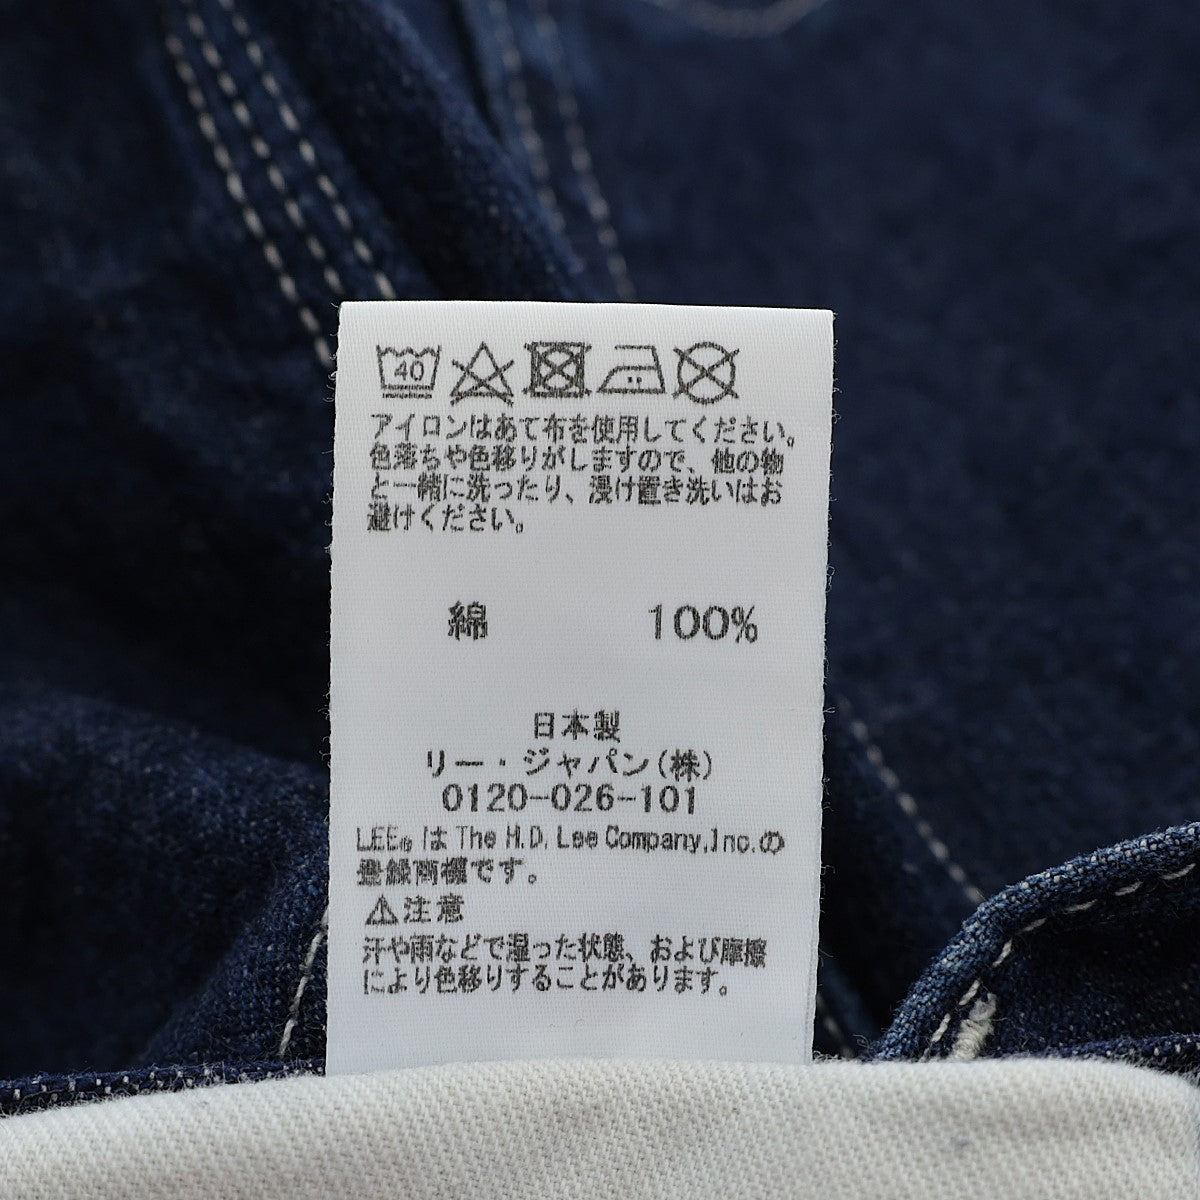 40
アイロンはあて布を使用してください。
色落ちや色移りがしますので、他の物
と一緒に洗ったり、浸け置き洗いはお
避けください。
綿 100%
日本製
リー・ジャパン(株)
0120-026-101
LEE®は The H.D. Lee Company,Inc.の
登録商標です。
⚠注意
汗や雨などで湿った状態、および摩擦
により色移りすることがあります。